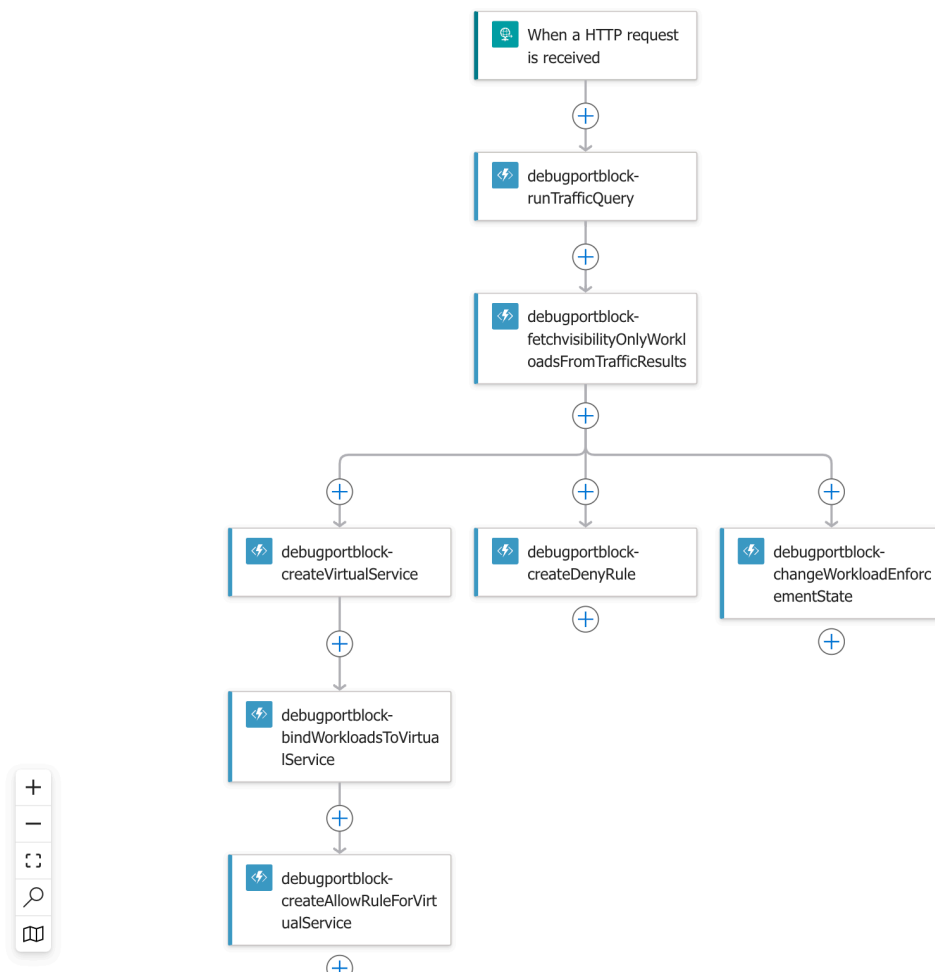 When a HTTP request
is received
debugportblock-
runTrafficQuery
debugportblock-
fetchvisibilityOnlyWorkl
oadsFromTrafficResults
debugportblock-
createVirtualService
debugportblock-
createDenyRule
debugportblock-
changeWorkloadEnforc
ementState
debugportblock-
bindWorkloadsToVirtua
lService
debugportblock-
createAllowRuleForVirt
ualService